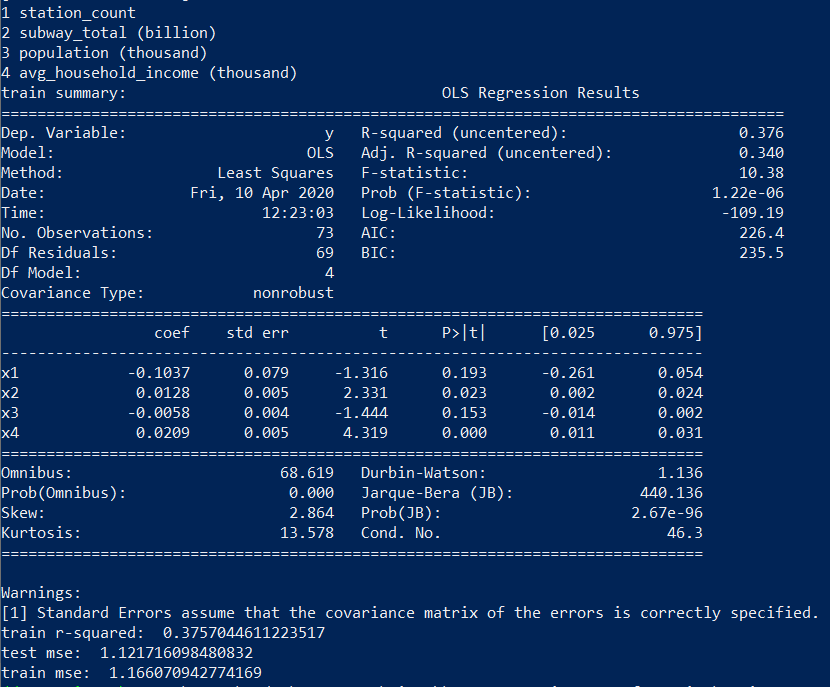 1 station_count
2 subway_total (billion)
3 population (thousand)
4 avg_household_income (thousand)
train summary:                                   OLS Regression Results
=======================================================================================
Dep. Variable:                      y   R-squared (uncentered):                   0.376
Model:                            OLS   Adj. R-squared (uncentered):              0.340
Method:                 Least Squares   F-statistic:                              10.38
Date:                Fri, 10 Apr 2020   Prob (F-statistic):                    1.22e-06
Time:                        12:23:03   Log-Likelihood:                         -109.19
No. Observations:                  73   AIC:                                      226.4
Df Residuals:                      69   BIC:                                      235.5
Df Model:                           4
Covariance Type:            nonrobust
==============================================================================
                 coef    std err          t      P>|t|      [0.025      0.975]
------------------------------------------------------------------------------
x1            -0.1037      0.079     -1.316      0.193      -0.261       0.054
x2             0.0128      0.005      2.331      0.023       0.002       0.024
x3            -0.0058      0.004     -1.444      0.153      -0.014       0.002
x4             0.0209      0.005      4.319      0.000       0.011       0.031
==============================================================================
Omnibus:                       68.619   Durbin-Watson:                   1.136
Prob(Omnibus):                  0.000   Jarque-Bera (JB):              440.136
Skew:                           2.864   Prob(JB):                     2.67e-96
Kurtosis:                      13.578   Cond. No.                         46.3
==============================================================================

Warnings:
[1] Standard Errors assume that the covariance matrix of the errors is correctly specified.
train r-squared:  0.3757044611223517
test mse:  1.121716098480832
train mse:  1.166070942774169